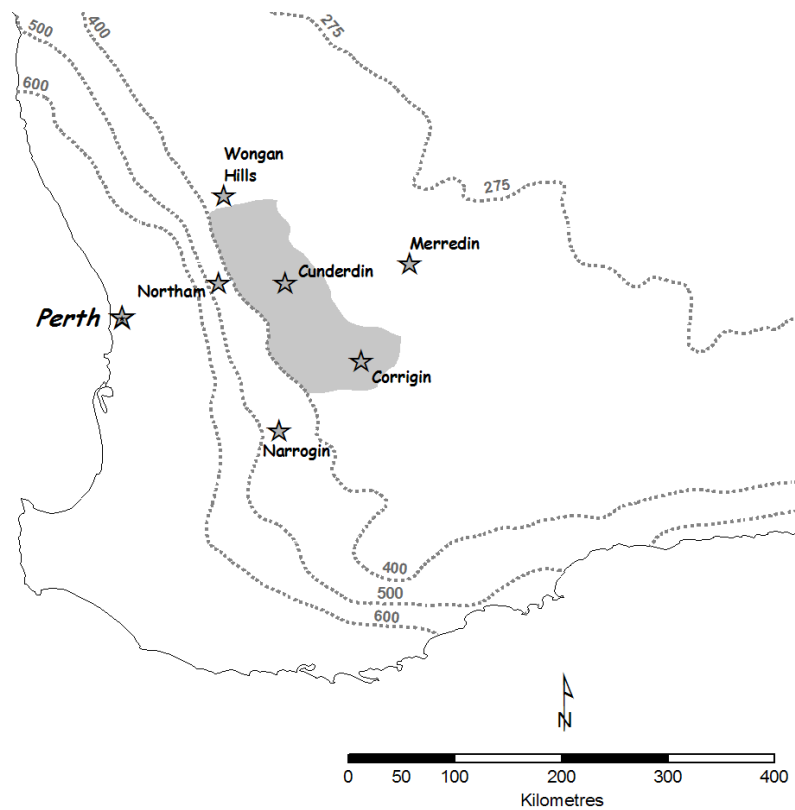 500
400
275
600
Wongan
Hills
275
Merredin
Cunderdin
Northam
Perth
Corrigin
Narrogin
400
500
600
N
0 50 100 200 300 400
Kilometres